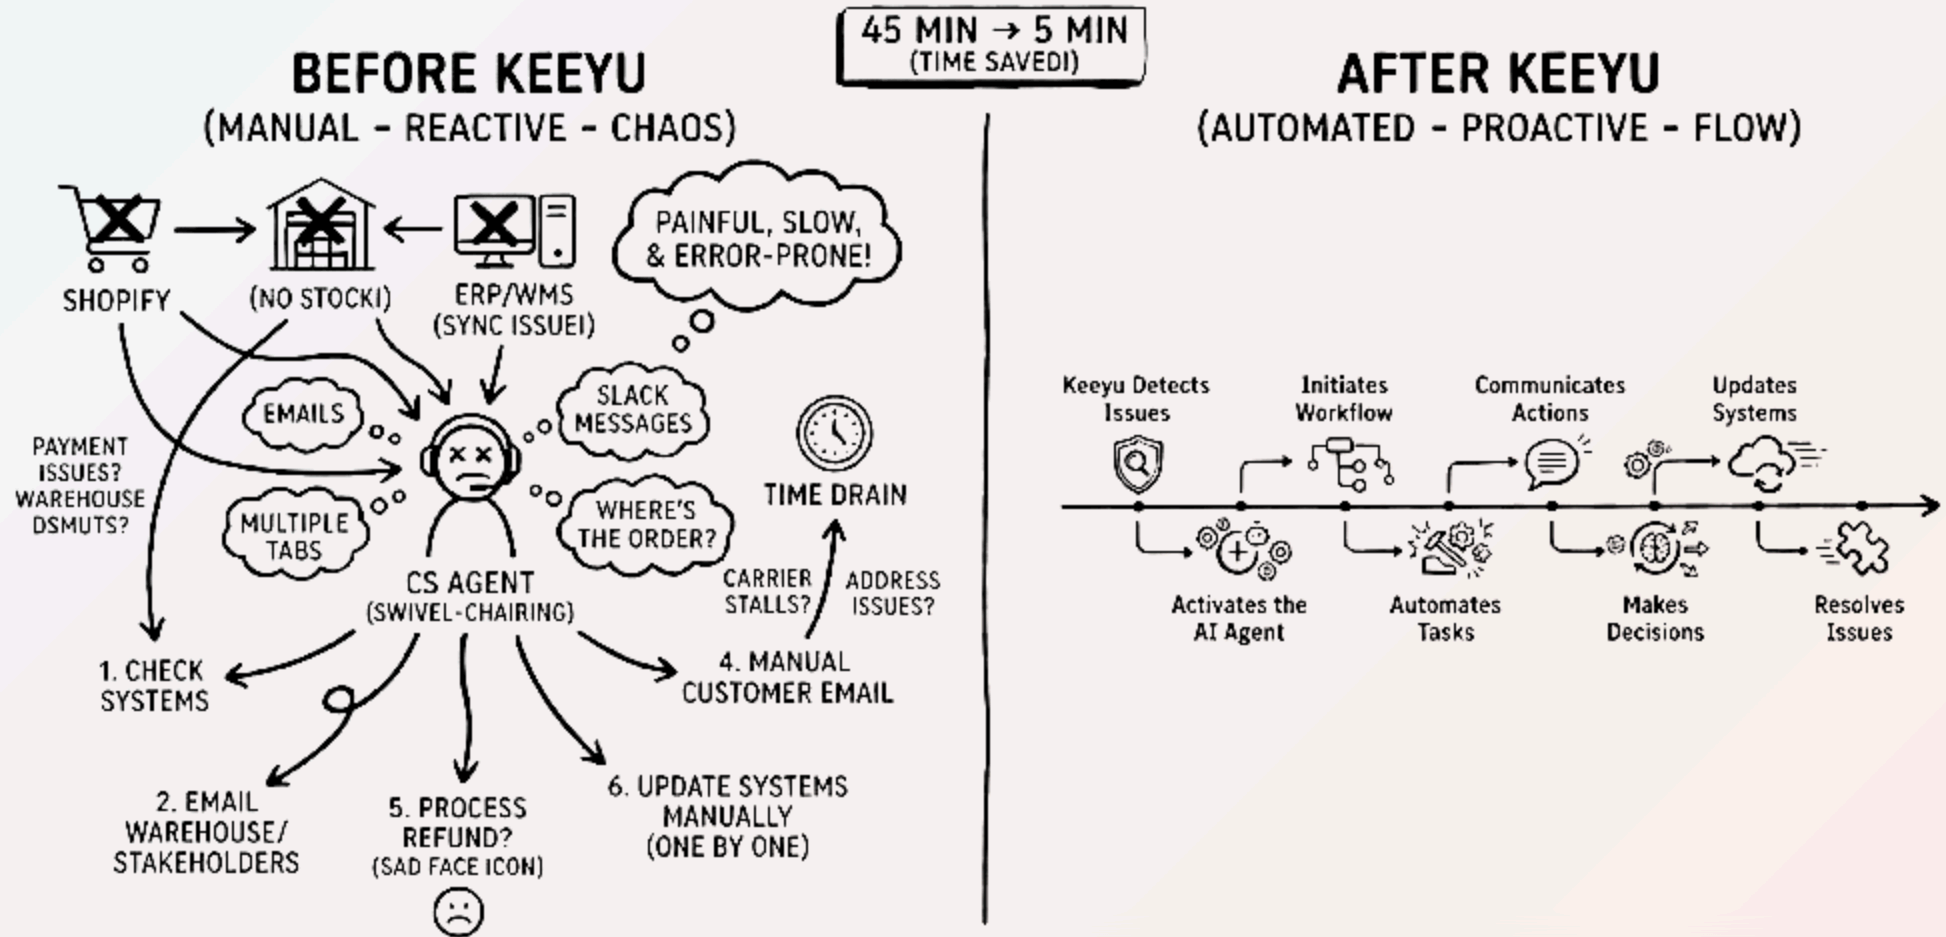 45 MIN → 5 MIN
(TIME SAVED!)
BEFORE KEEYU
(MANUAL - REACTIVE - CHAOS)
SHOPIFY
(NO STOCK!)
ERP/WMS
(SYNC ISSUE!)
PAINFUL, SLOW,
& ERROR-PRONE!
EMAILS
SLACK
MESSAGES
PAYMENT
ISSUES?
WAREHOUSE
DSMUTS?
MULTIPLE
TABS
WHERE'S
THE ORDER?
TIME DRAIN
CS AGENT
(SWIVEL-CHAIRING)
CARRIER
STALLS?
ADDRESS
ISSUES?
1. CHECK
SYSTEMS
4. MANUAL
CUSTOMER EMAIL
2. EMAIL
WAREHOUSE/
STAKEHOLDERS
5. PROCESS
REFUND?
(SAD FACE ICON)
6. UPDATE SYSTEMS
MANUALLY
(ONE BY ONE)
AFTER KEEYU
(AUTOMATED - PROACTIVE - FLOW)
Keeyu Detects
Issues
Activates the
AI Agent
Initiates
Workflow
Automates
Tasks
Communicates
Actions
Makes
Decisions
Updates
Systems
Resolves
Issues